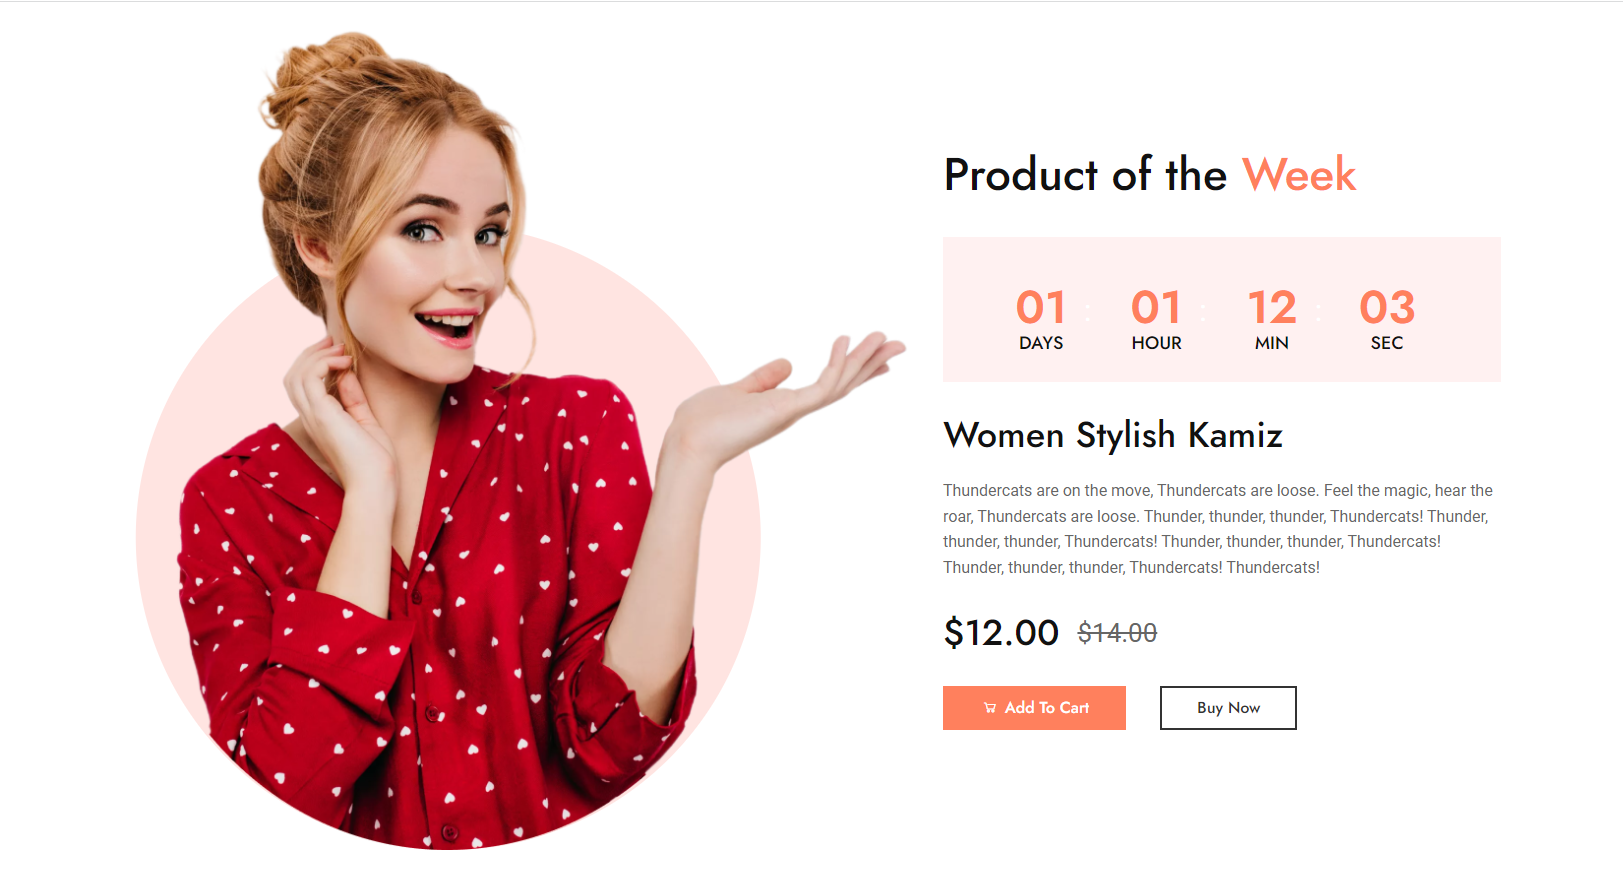 Product of the Week
01 : 01 : 12 : 03
DAYS HOUR MIN SEC
Women Stylish Kamiz
Thundercats are on the move, Thundercats are loose. Feel the magic, hear the
roar, Thundercats are loose. Thunder, thunder, thunder, Thundercats! Thunder,
thunder, thunder, Thundercats! Thunder, thunder, thunder, Thundercats!
Thunder, thunder, thunder, Thundercats! Thundercats!
$12.00 $14.00
Add To Cart Buy Now